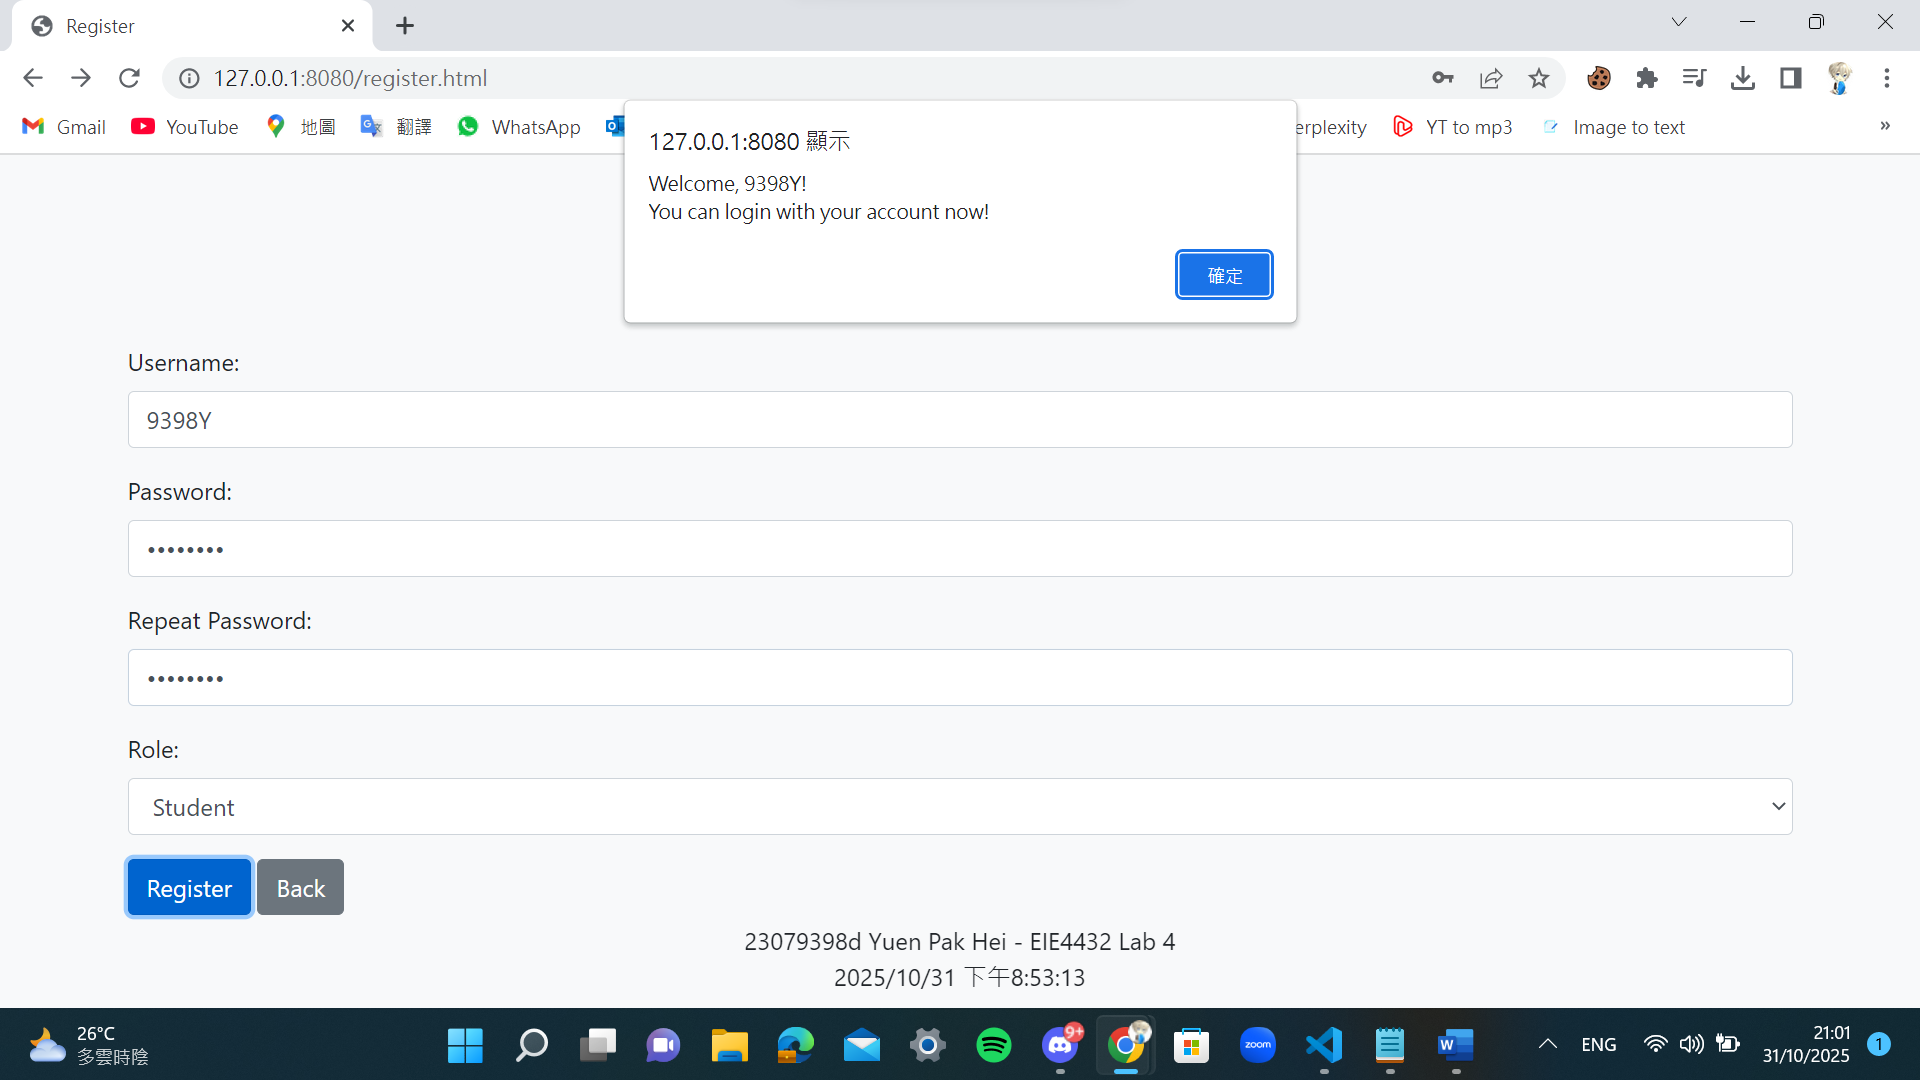 Register
127.0.0.1:8080/register.html
Gmail
YouTube
地圖
翻譯
WhatsApp
erplexity
YT to mp3
Image to text
»
127.0.0.1:8080 顯示
Welcome, 9398Y!
You can login with your account now!
確定
Username:
9398Y
Password:
••••••••
Repeat Password:
••••••••
Role:
Student
Register
Back
23079398d Yuen Pak Hei - EIE4432 Lab 4
2025/10/31 下午8:53:13
26°C
多雲時陰
9+
zoom
W
ENG
21:01
31/10/2025
1